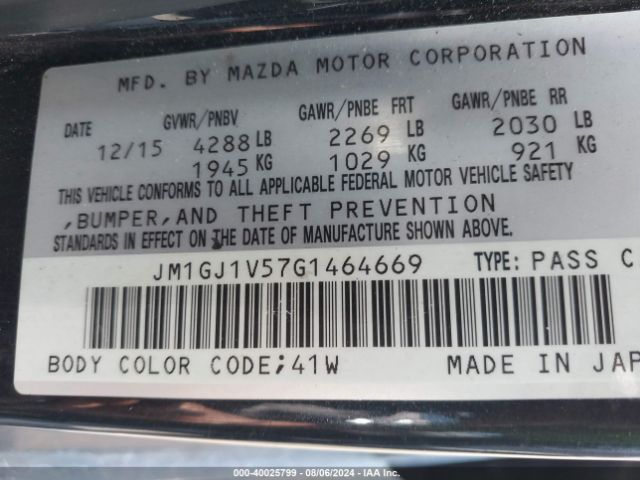 MFD. BY MAZDA MOTOR CORPORATION
DATE GVWR/PNBV GAWR/PNBE FRT GAWR/PNBE RR
12/15 4288 LB 2269 LB 2030 LB
1945 KG 1029 KG 921 KG
THIS VEHICLE CONFORMS TO ALL APPLICABLE FEDERAL MOTOR VEHICLE SAFETY
,BUMPER,AND THEFT PREVENTION
STANDARDS IN EFFECT ON THE DATE OF MANUFACTURE SHOWN ABOVE.
JM1GJ1V57G1464669 TYPE: PASS C
BODY COLOR CODE;41W MADE IN JAP
000-40025799 - 08/06/2024 - IAA Inc.